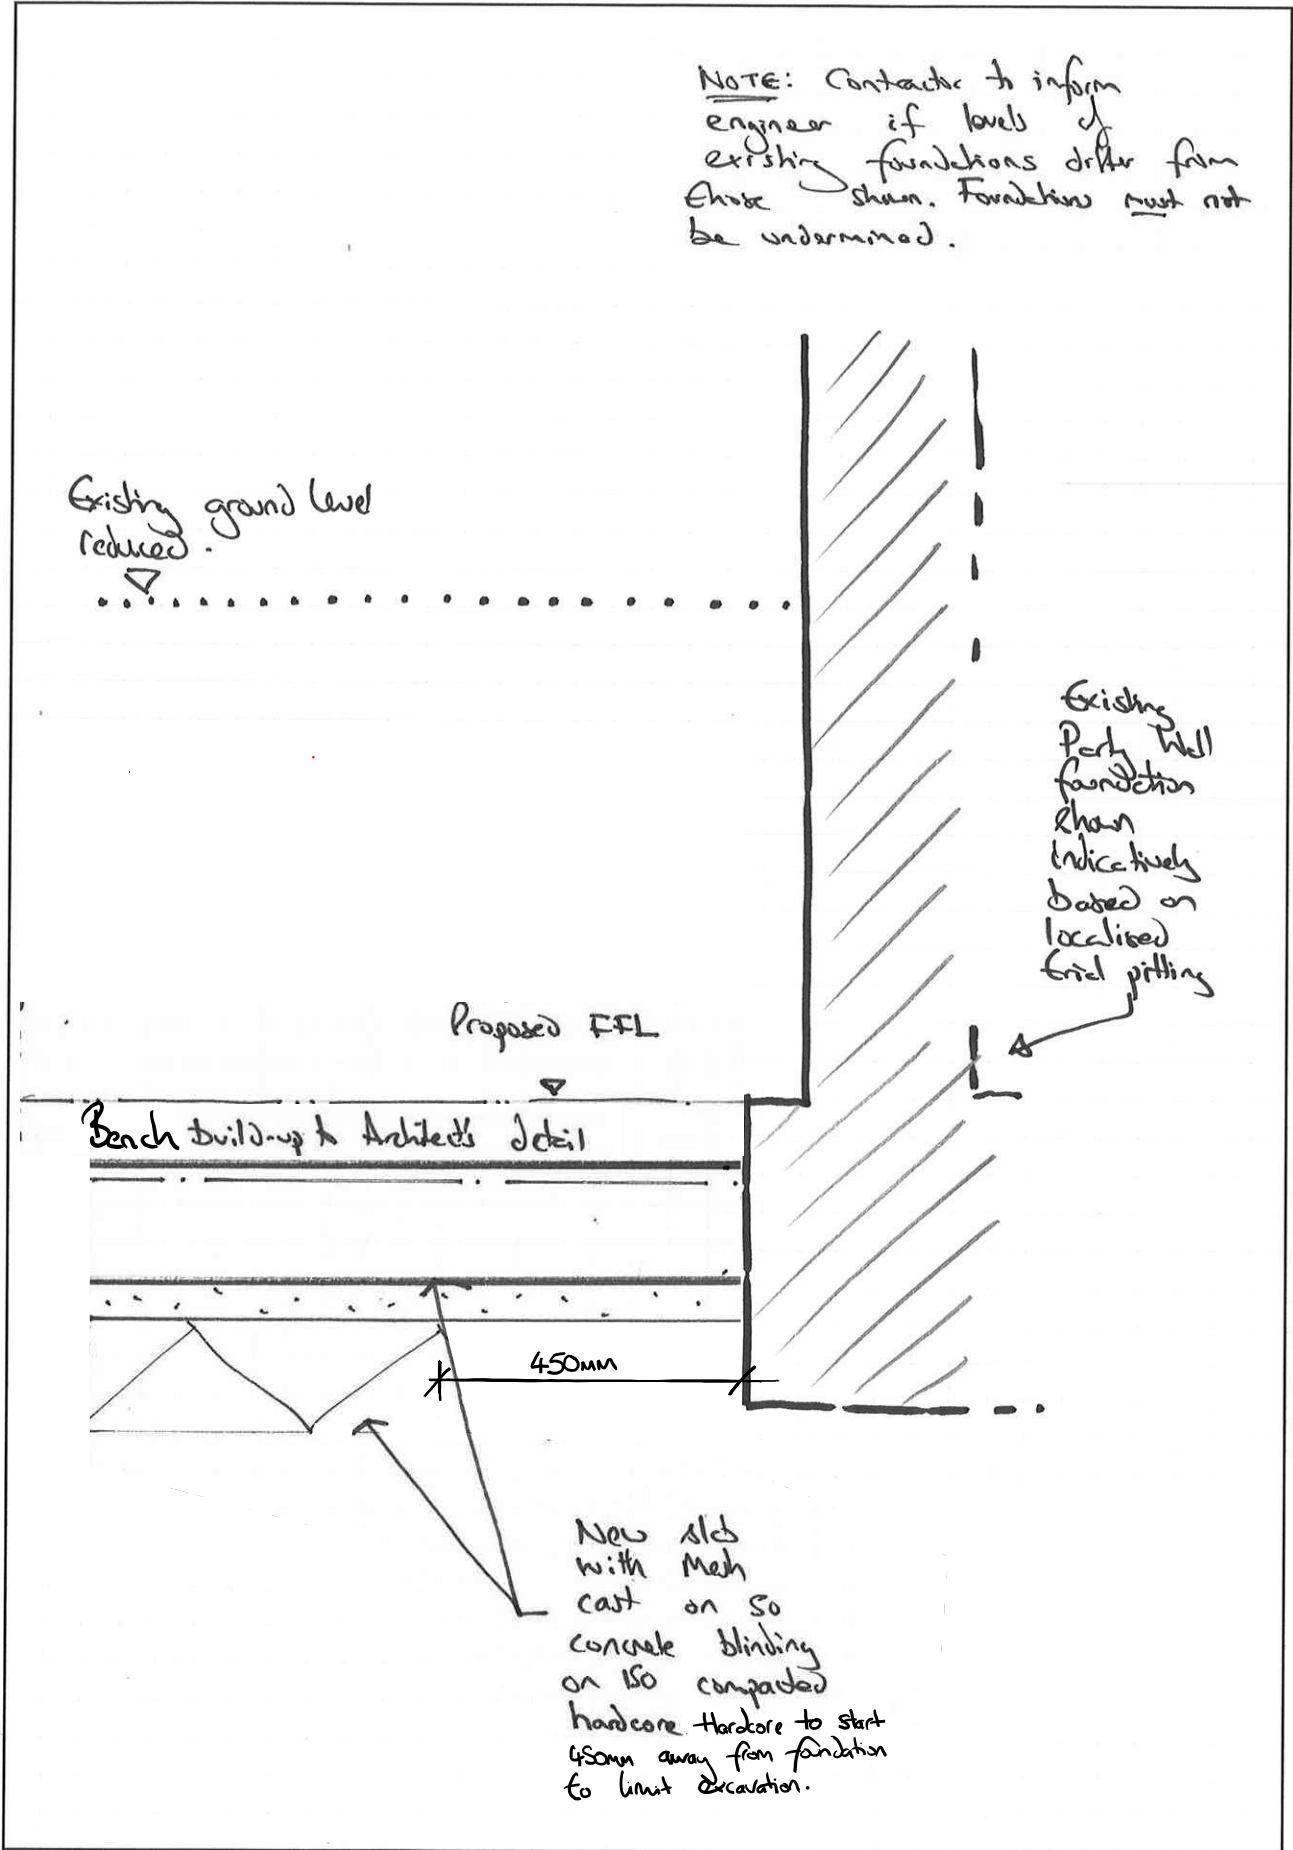 NOTE: Contractor to inform
engineer if levels of
existing foundations differ from
those shown. Foundations must not
be undermined.
Existing ground level
reduced.
Existing
Party Wall
foundation
shown
indicatively
based on
localised
trial pitting
Proposed FFL
Bench build-up to Architect's detail
450mm
New slab
with Mesh
cast on 50
concrete blinding
on 150 compacted
hardcore. Hardcore to start
450mm away from foundation
to limit excavation.